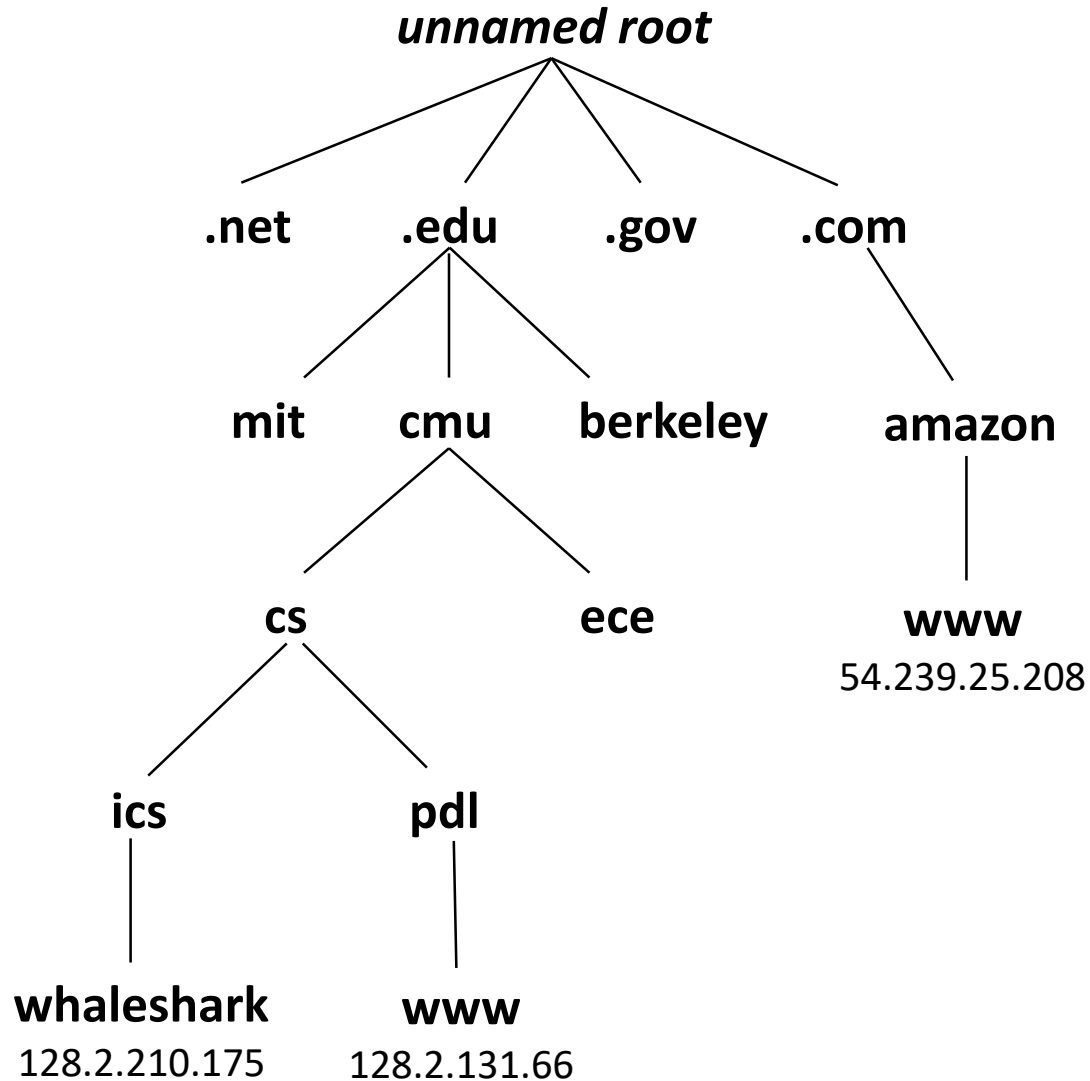 unnamed root
.net .edu .gov .com
mit cmu berkeley amazon
cs ece www
54.239.25.208
ics pdl
whaleshark www
128.2.210.175 128.2.131.66